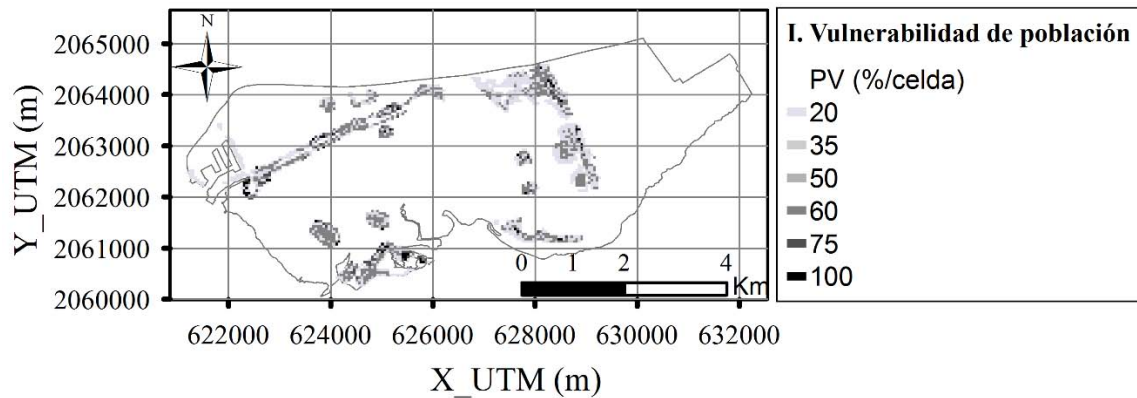 N
2065000
2064000
2063000
2062000
2061000
2060000
Y_UTM (m)
0 1 2 4
Km
622000 624000 626000 628000 630000 632000
X_UTM (m)
I. Vulnerabilidad de población
PV (%/celda)
20
35
50
60
75
100